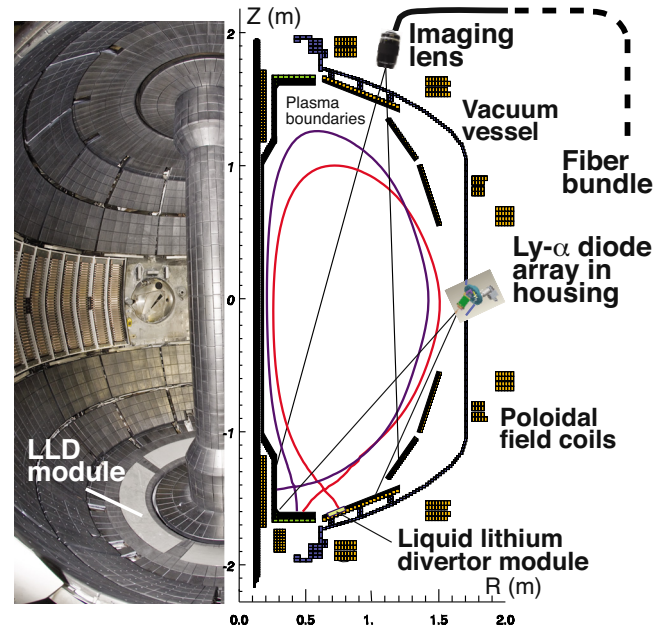 Z (m)
2
Imaging
lens
Plasma
boundaries
Vacuum
vessel
Fiber
bundle
1
Ly-α diode
array in
housing
0
Poloidal
field coils
-1
LLD
module
Liquid lithium
divertor module
-2
R (m)
0.0 0.5 1. 1.5 2.0